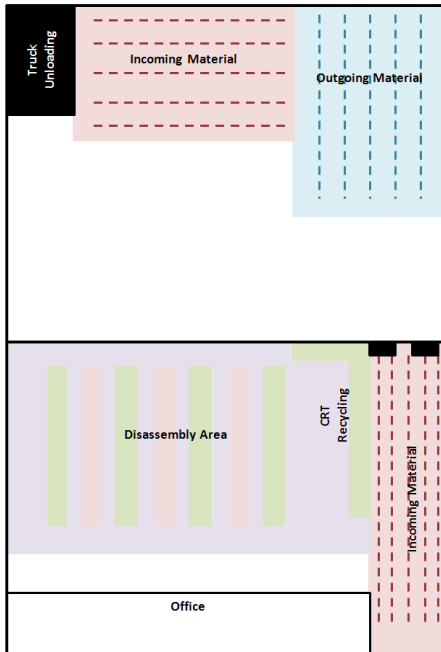 Truck
Unloading
Incoming Material
Outgoing Material
Disassembly Area
CRT
Recycling
Incoming Material
Office